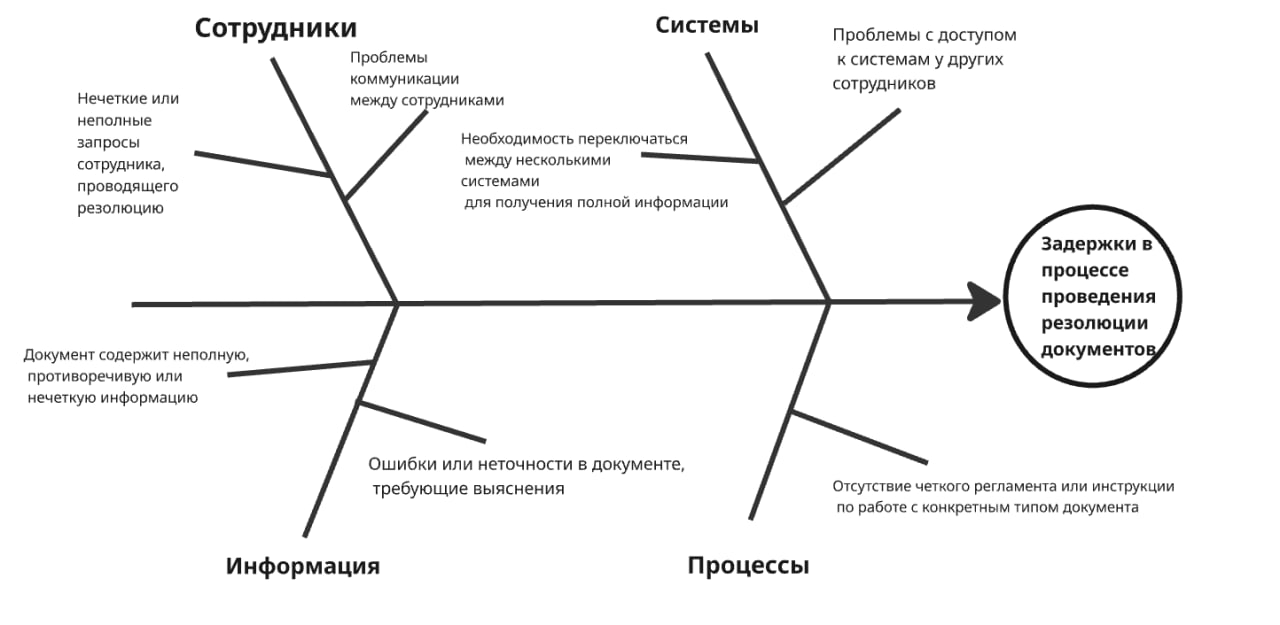 Сотрудники
Проблемы
коммуникации
между сотрудниками
Нечеткие или
неполные
запросы
сотрудника,
проводящего
резолюцию
Системы
Проблемы с доступом
к системам у других
сотрудников
Необходимость переключаться
между несколькими
системами
для получения полной информации
Задержки в
процессе
проведения
резолюции
документов
Документ содержит неполную,
противоречивую или
нечеткую информацию
Ошибки или неточности в документе,
требующие выяснения
Информация
Отсутствие четкого регламента или инструкции
по работе с конкретным типом документа
Процессы